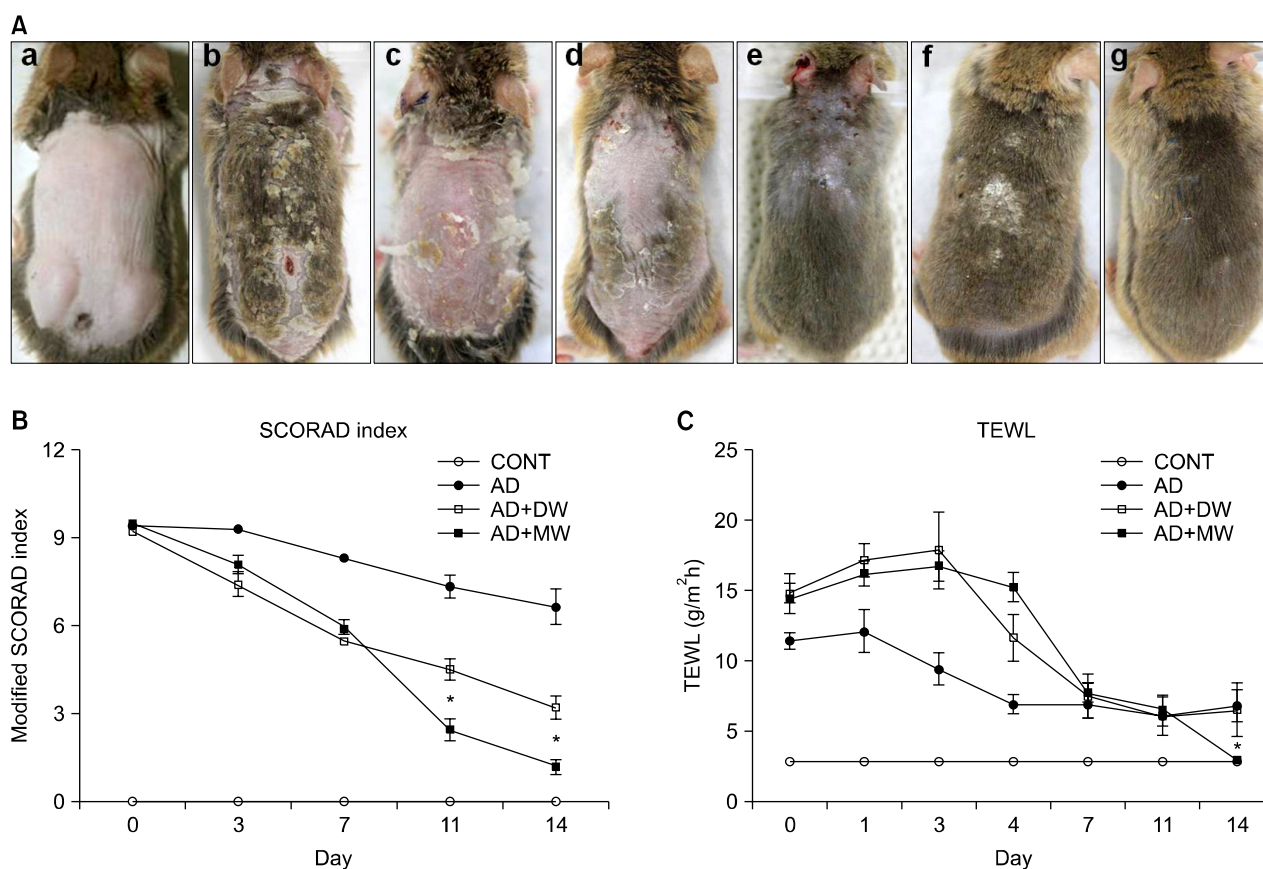 A
a b c d e f g
B
SCORAD index
12
9
6
3
0
Modified SCORAD index
CONT
AD
AD+DW
AD+MW
*
*
0 3 7 11 14
Day
C
TEWL
25
20
15
10
5
0
TEWL (g/m²h)
CONT
AD
AD+DW
AD+MW
*
0 1 3 4 7 11 14
Day